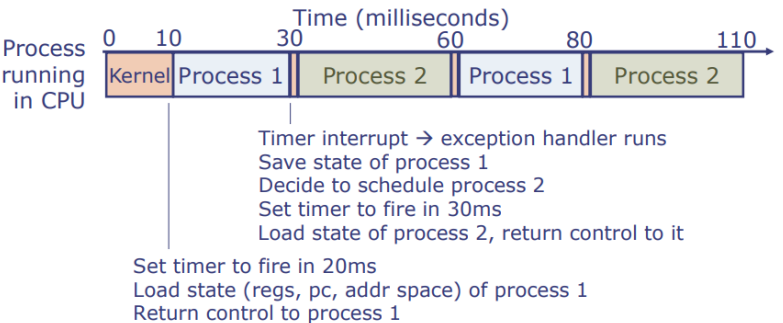 Time (milliseconds)
0 10 30 60 80 110
Process
running
in CPU
Kernel Process 1 Process 2 Process 1 Process 2
Timer interrupt → exception handler runs
Save state of process 1
Decide to schedule process 2
Set timer to fire in 30ms
Load state of process 2, return control to it
Set timer to fire in 20ms
Load state (regs, pc, addr space) of process 1
Return control to process 1